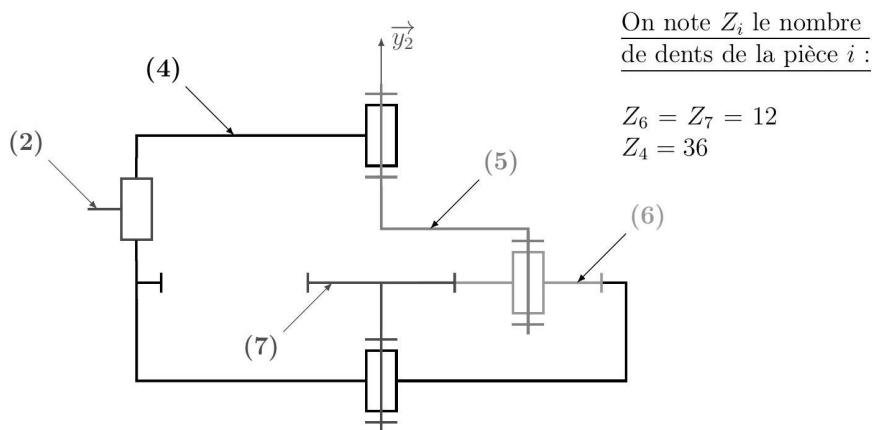 On note $Z_i$ le nombre
de dents de la pièce $i$ :
$Z_6 = Z_7 = 12$
$Z_4 = 36$
$\overrightarrow{y_2}$
(4)
(2)
(5)
(6)
(7)